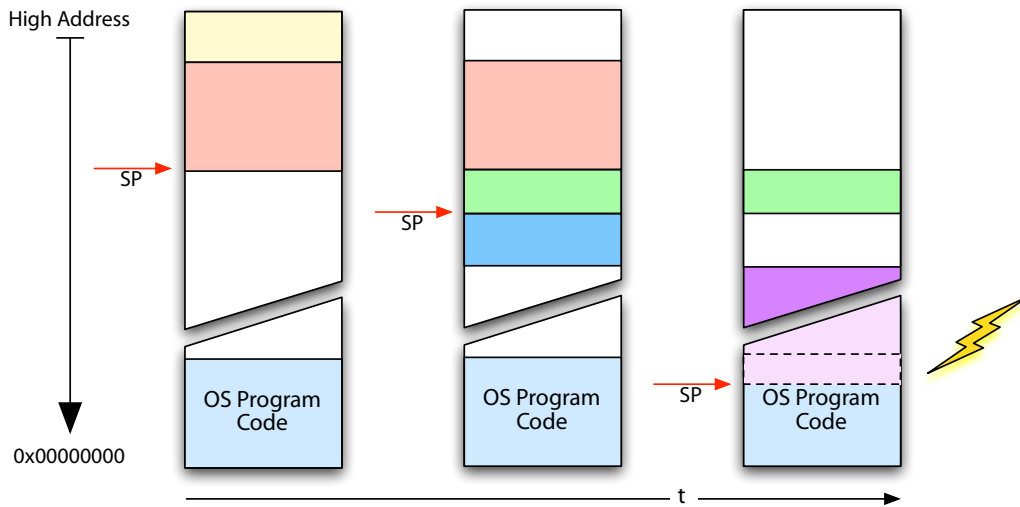 High Address
SP
SP
SP
OS Program
Code
OS Program
Code
OS Program
Code
0x00000000
t